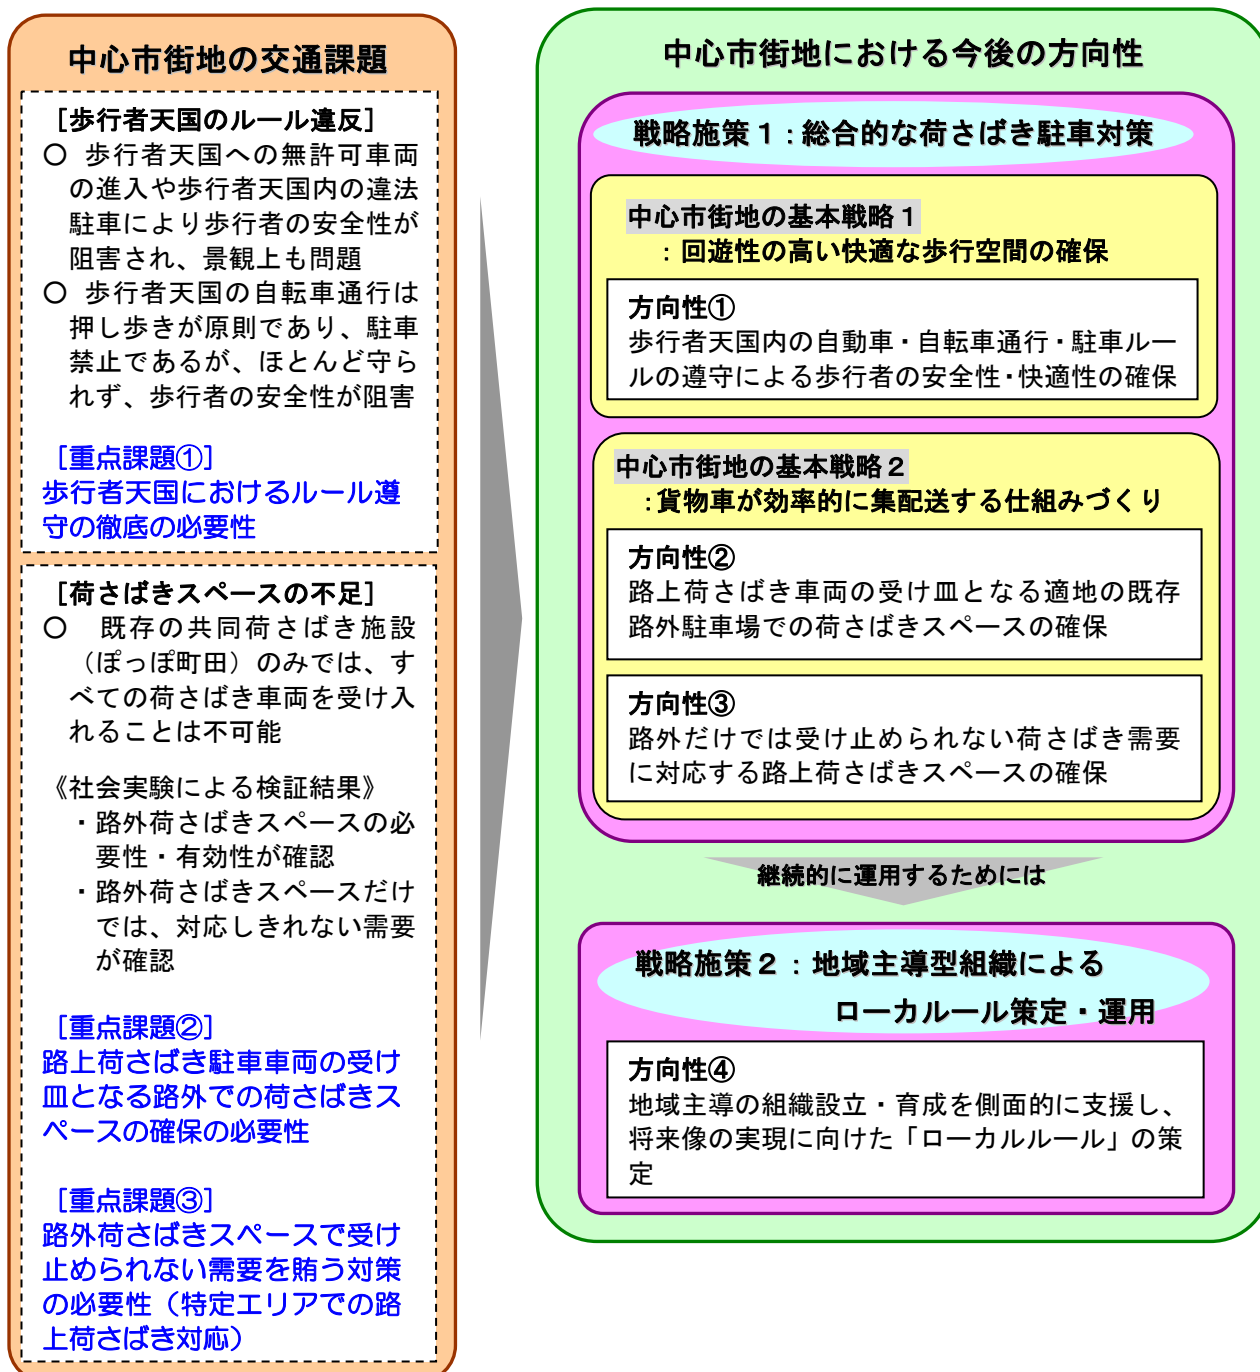 中心市街地の交通課題
［歩行者天国のルール違反］
○ 歩行者天国への無許可車両
の進入や歩行者天国内の違法
駐車により歩行者の安全性が
阻害され、景観上も問題
○ 歩行者天国の自転車通行は
押し歩きが原則であり、駐車
禁止であるが、ほとんど守ら
れず、歩行者の安全性が阻害
［重点課題①］
歩行者天国におけるルール遵
守の徹底の必要性
［荷さばきスペースの不足］
○ 既存の共同荷さばき施設
（ぽっぽ町田）のみでは、す
べての荷さばき車両を受け入
れることは不可能
《社会実験による検証結果》
・路外荷さばきスペースの必
要性・有効性が確認
・路外荷さばきスペースだけ
では、対応しきれない需要
が確認
［重点課題②］
路上荷さばき駐車車両の受け
皿となる路外での荷さばきス
ペースの確保の必要性
［重点課題③］
路外荷さばきスペースで受け
止められない需要を賄う対策
の必要性（特定エリアでの路
上荷さばき対応）
中心市街地における今後の方向性
戦略施策１：総合的な荷さばき駐車対策
中心市街地の基本戦略１
：回遊性の高い快適な歩行空間の確保
方向性①
歩行者天国内の自動車・自転車通行・駐車ルー
ルの遵守による歩行者の安全性・快適性の確保
中心市街地の基本戦略２
：貨物車が効率的に集配送する仕組みづくり
方向性②
路上荷さばき車両の受け皿となる適地の既存
路外駐車場での荷さばきスペースの確保
方向性③
路外だけでは受け止められない荷さばき需要
に対応する路上荷さばきスペースの確保
継続的に運用するためには
戦略施策２：地域主導型組織による
ローカルルール策定・運用
方向性④
地域主導の組織設立・育成を側面的に支援し、
将来像の実現に向けた「ローカルルール」の策
定